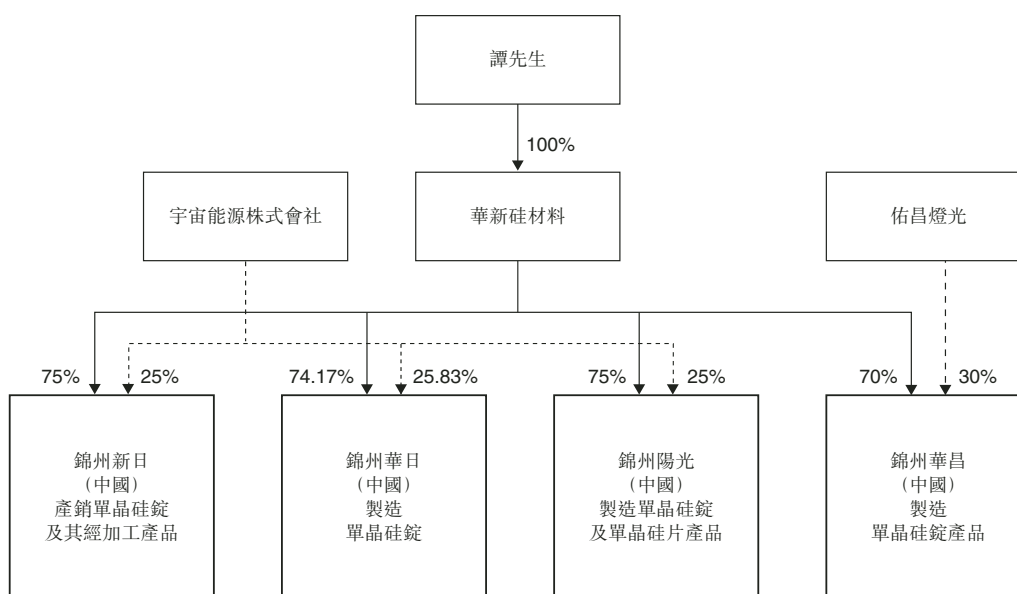 譚先生
100%
宇宙能源株式會社
華新硅材料
佑昌燈光
75%
25%
74.17%
25.83%
75%
25%
70%
30%
錦州新日
（中國）
產銷單晶硅錠
及其經加工產品
錦州華日
（中國）
製造
單晶硅錠
錦州陽光
（中國）
製造單晶硅錠
及單晶硅片產品
錦州華昌
（中國）
製造
單晶硅錠產品